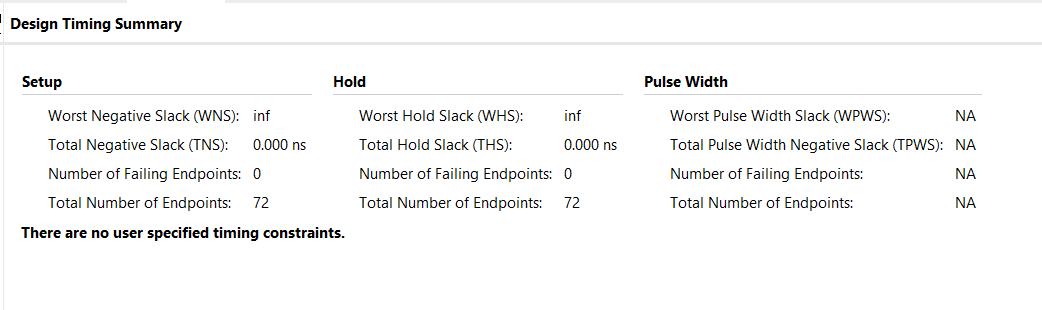 Design Timing Summary
Setup Hold Pulse Width
Worst Negative Slack (WNS): inf Worst Hold Slack (WHS): inf Worst Pulse Width Slack (WPWS): NA
Total Negative Slack (TNS): 0.000 ns Total Hold Slack (THS): 0.000 ns Total Pulse Width Negative Slack (TPWS): NA
Number of Failing Endpoints: 0 Number of Failing Endpoints: 0 Number of Failing Endpoints: NA
Total Number of Endpoints: 72 Total Number of Endpoints: 72 Total Number of Endpoints: NA
There are no user specified timing constraints.